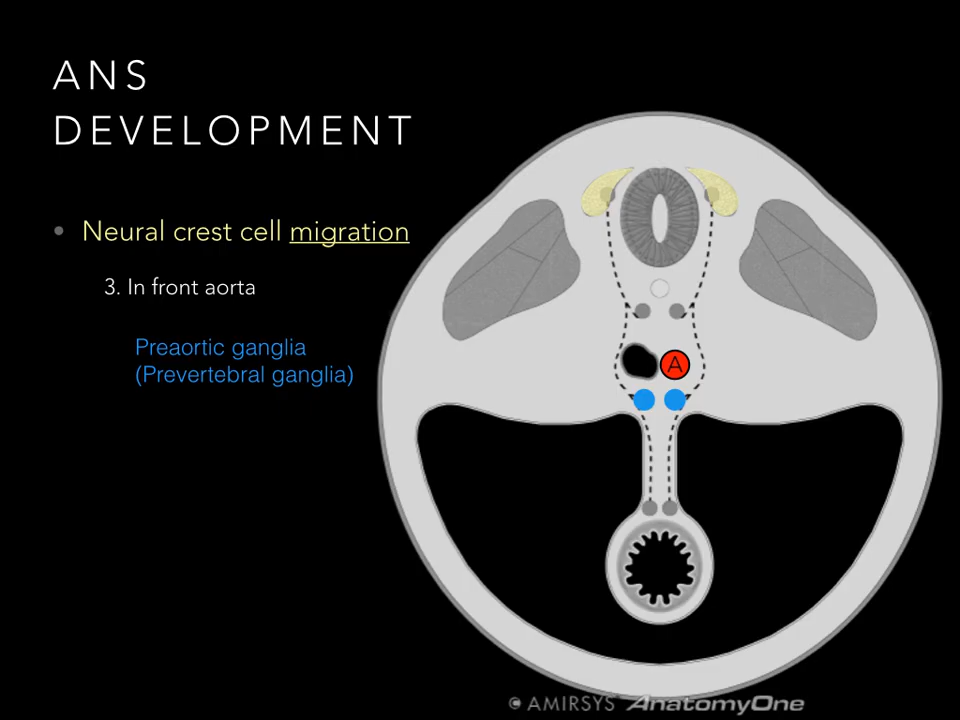 ANS
DEVELOPMENT
• Neural crest cell migration
3. In front aorta
Preaortic ganglia
(Prevertebral ganglia)
A
© AMIRSYS AnatomyOne